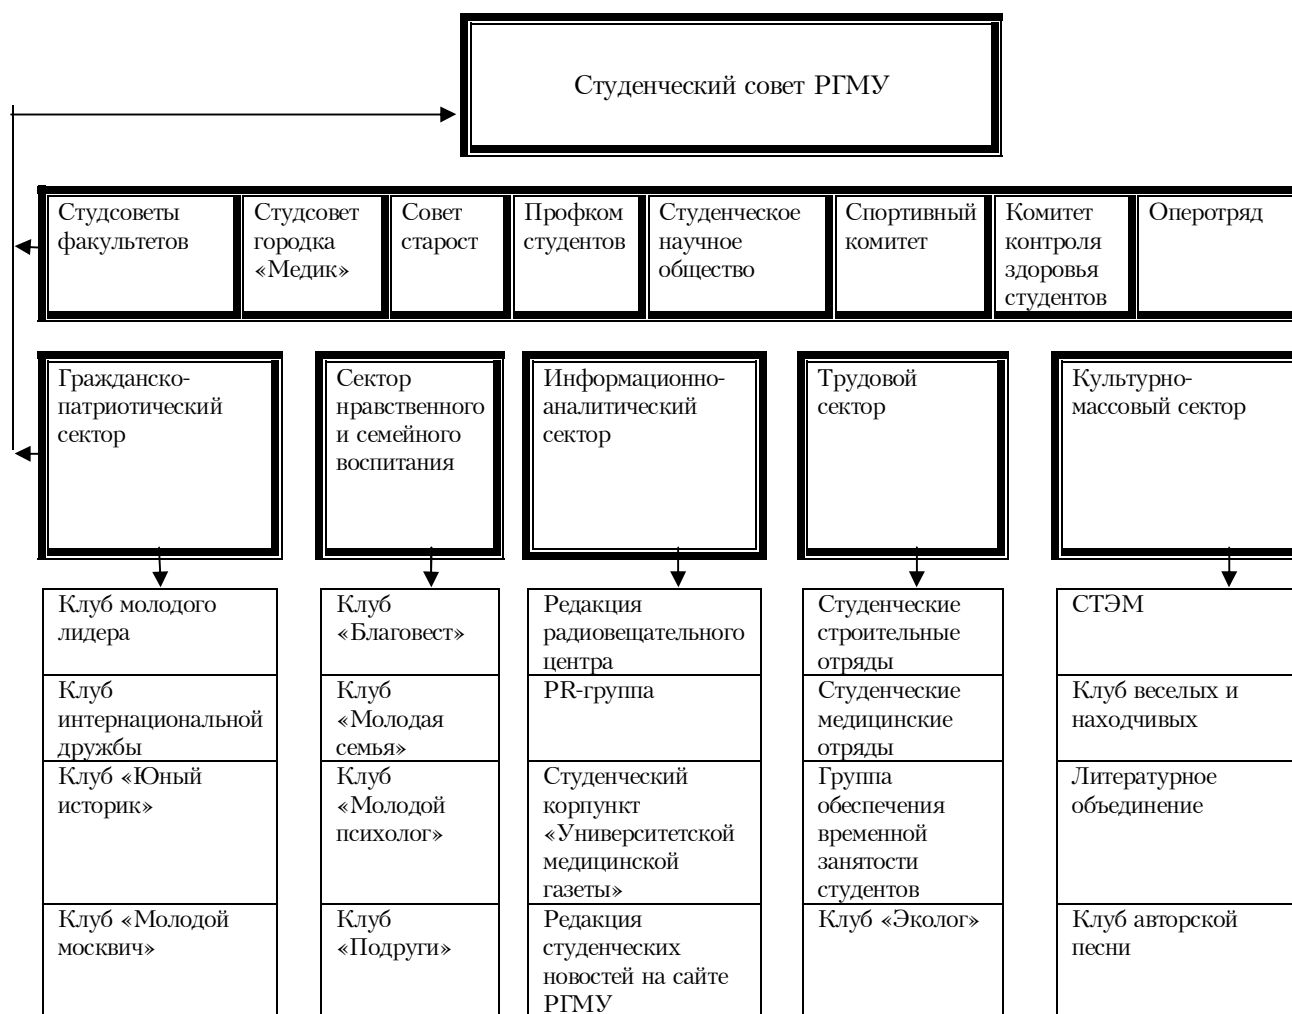 Студенческий совет РГМУ
Студсоветы
факультетов
Студсовет
городка
«Медик»
Совет
старост
Профком
студентов
Студенческое
научное
общество
Спортивный
комитет
Комитет
контроля
здоровья
студентов
Оперотряд
Гражданско-
патриотический
сектор
Сектор
нравственного
и семейного
воспитания
Информационно-
аналитический
сектор
Трудовой
сектор
Культурно-
массовый сектор
Клуб молодого
лидера
Клуб
«Благовест»
Редакция
радиовещательного
центра
Студенческие
строительные
отряды
СТЭМ
Клуб
интернациональной
дружбы
Клуб
«Молодая
семья»
PR-группа
Студенческие
медицинские
отряды
Клуб веселых и
находчивых
Клуб «Юный
историк»
Клуб
«Молодой
психолог»
Студенческий
корпункт
«Университетской
медицинской
газеты»
Группа
обеспечения
временной
занятости
студентов
Литературное
объединение
Клуб «Молодой
москвич»
Клуб
«Подруги»
Редакция
студенческих
новостей на сайте
РГМУ
Клуб «Эколог»
Клуб авторской
песни